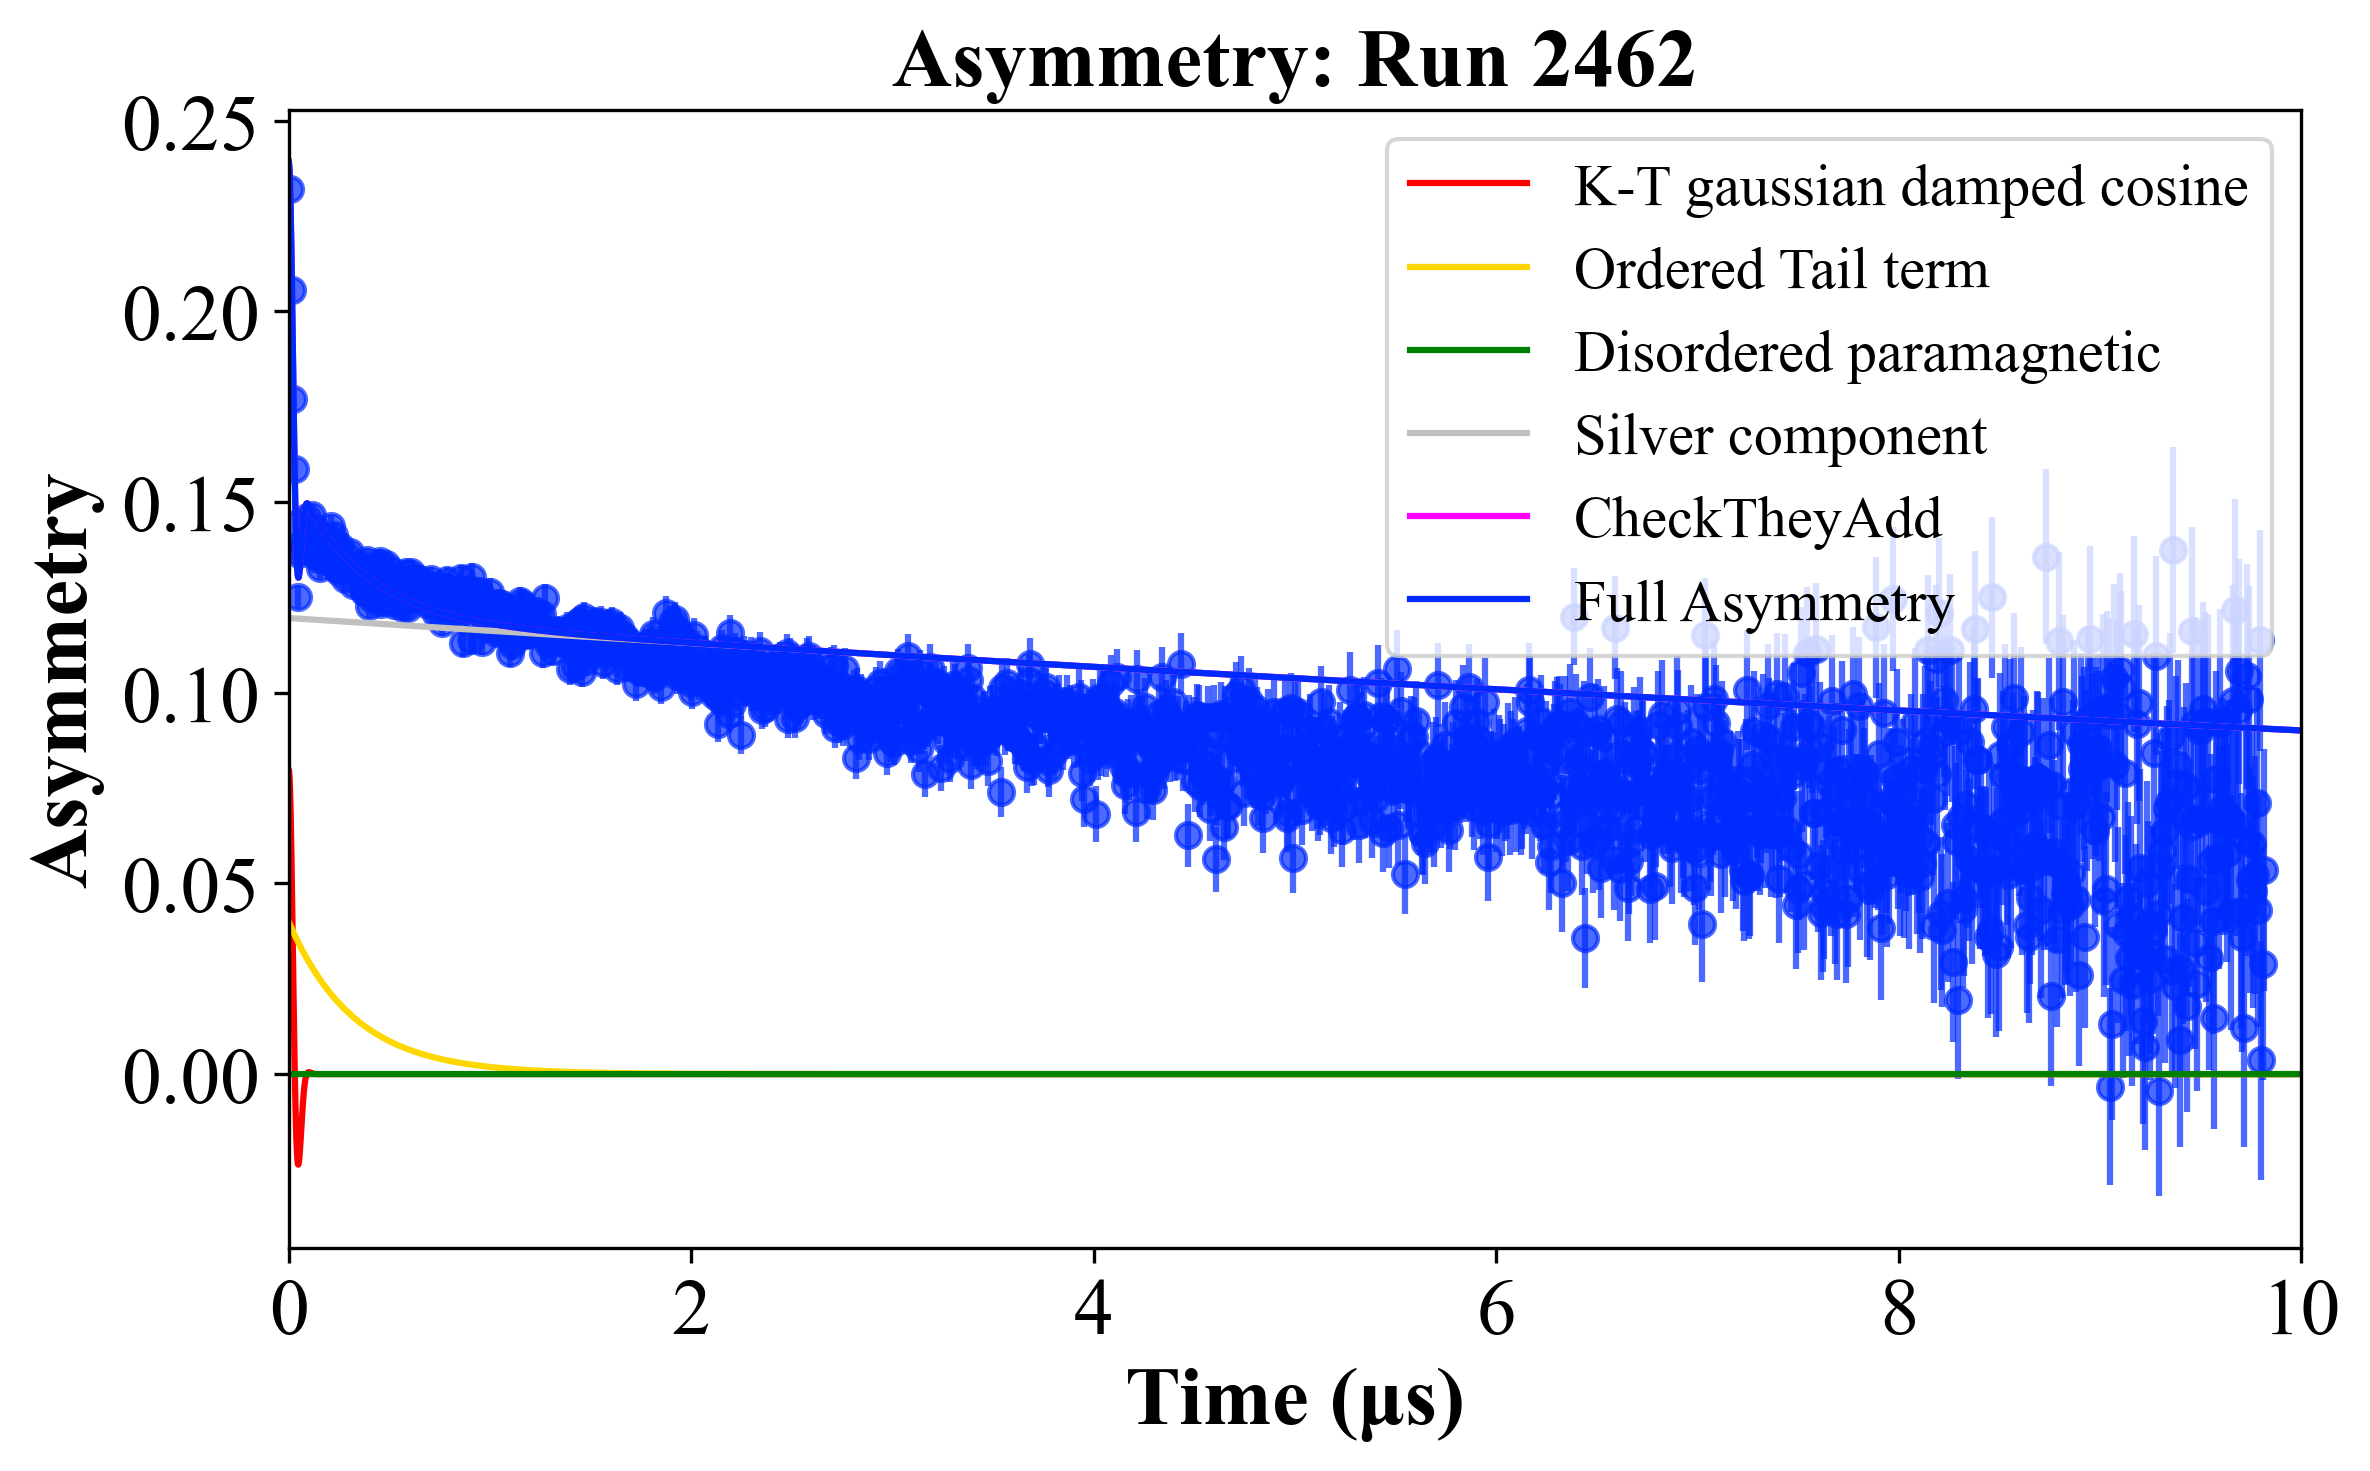 Asymmetry: Run 2462
0.25
0.20
0.15
0.10
0.05
0.00
Asymmetry
K-T gaussian damped cosine
Ordered Tail term
Disordered paramagnetic
Silver component
CheckTheyAdd
Full Asymmetry
0 2 4 6 8 10
Time (μs)